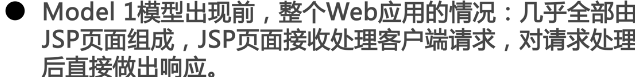 ● Model 1模型出现前，整个Web应用的情况：几乎全部由
JSP页面组成，JSP页面接收处理客户端请求，对请求处理
后直接做出响应。